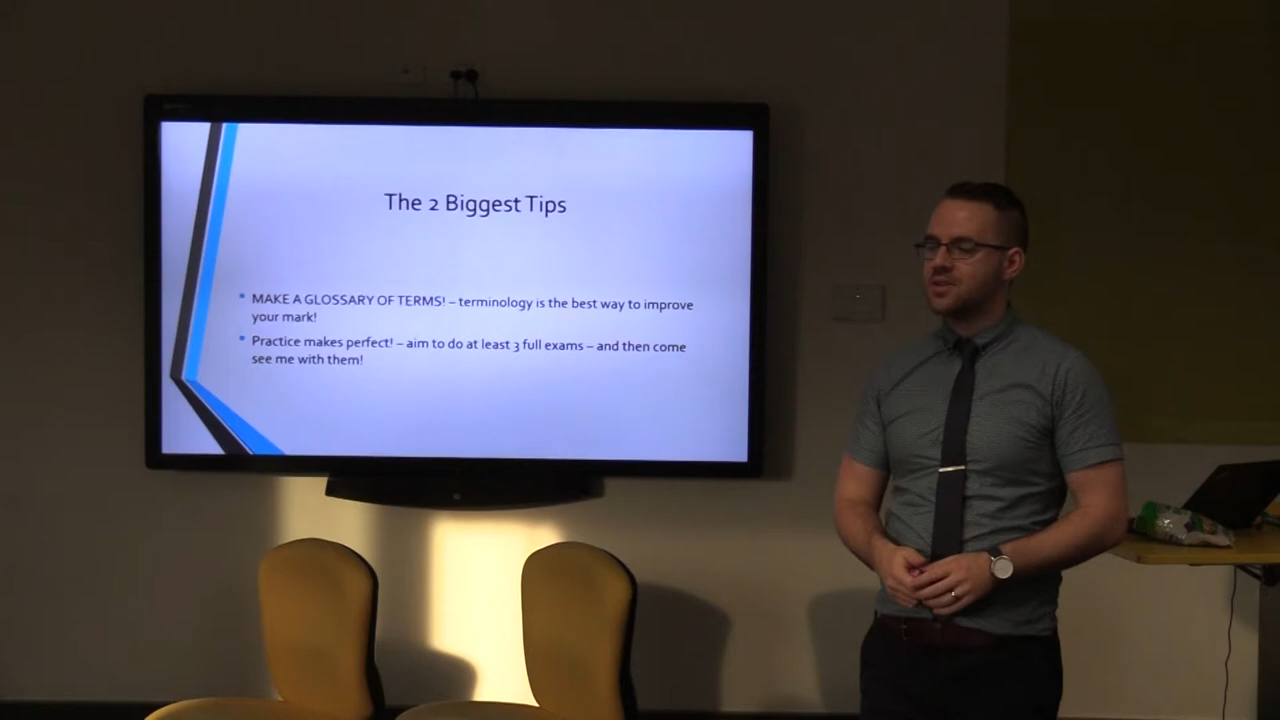 The 2 Biggest Tips
MAKE A GLOSSARY OF TERMS! – terminology is the best way to improve
your mark!
Practice makes perfect! – aim to do at least 3 full exams – and then come
see me with them!